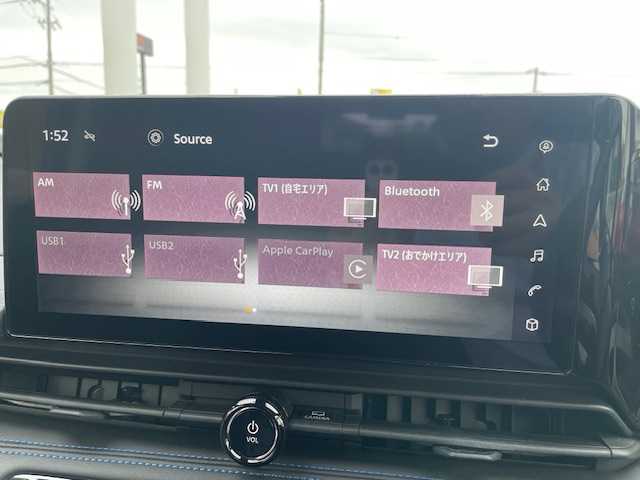 1:52
Source
AM
FM
TV1 (自宅エリア)
Bluetooth
USB1
USB2
Apple CarPlay
TV2 (おでかけエリア)
VOL
CAMERA